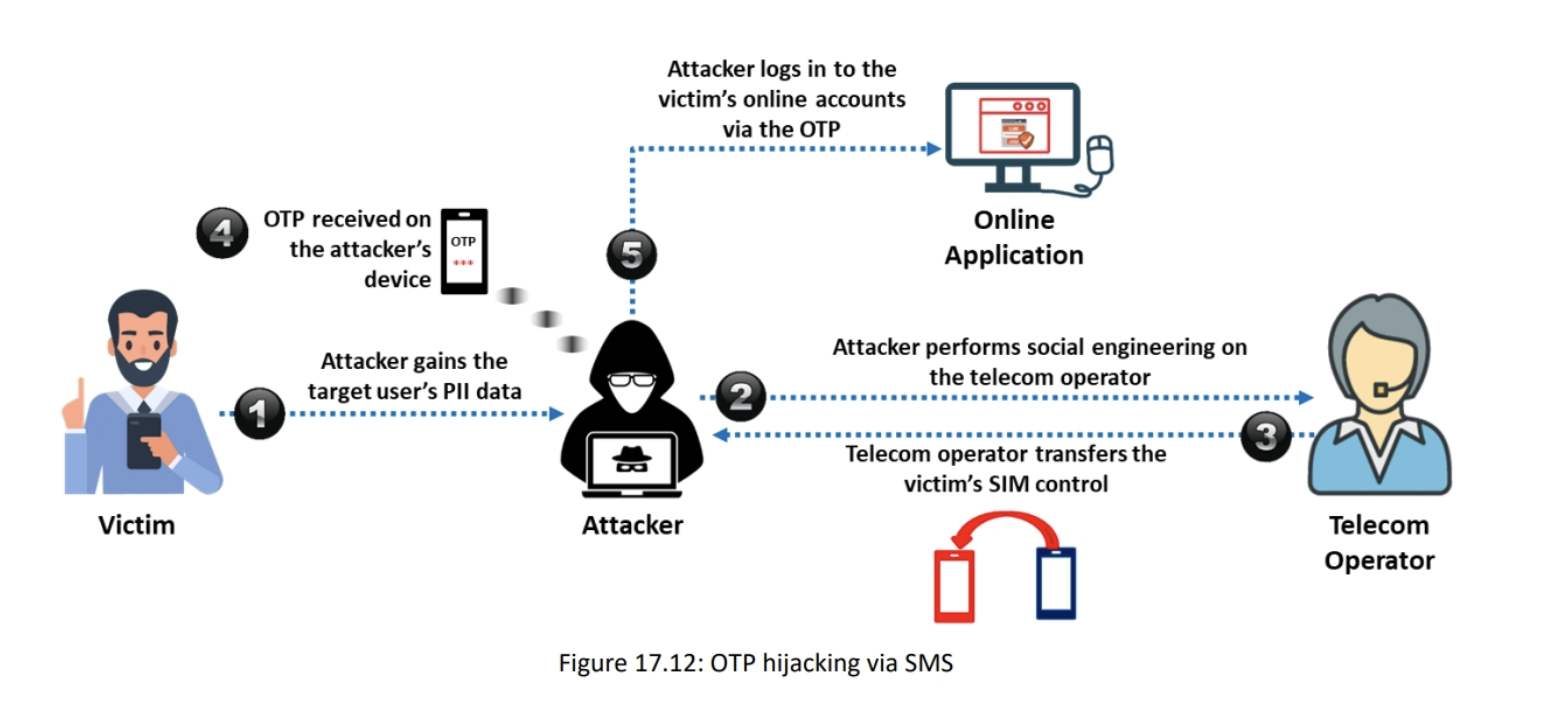 Attacker logs in to the
victim's online accounts
via the OTP
Online
Application
4
OTP received on
the attacker's
device
OTP
***
5
1
Attacker gains the
target user's PII data
2
Attacker performs social engineering on
the telecom operator
3
Telecom operator transfers the
victim's SIM control
Victim
Attacker
Telecom
Operator
Figure 17.12: OTP hijacking via SMS